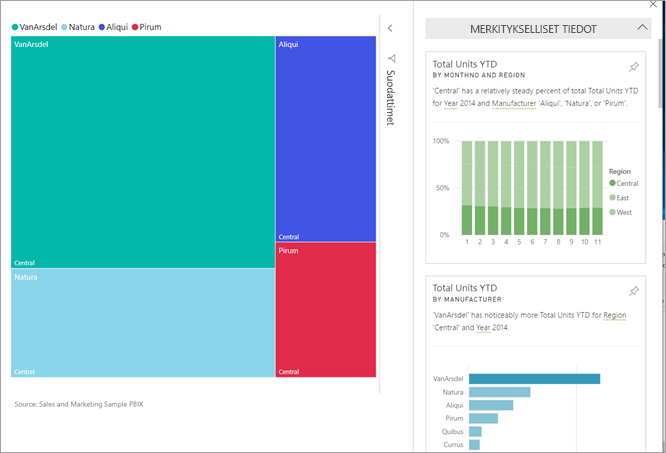 VanArsdel Natura Aliqui Pirum
VanArsdel
Central
Natura
Central
Aliqui
Central
Pirum
Central
Source: Sales and Marketing Sample PBIX
Suodattimet
MERKITYKSELLISET TIEDOT
Total Units YTD
BY MONTHNO AND REGION
'Central' has a relatively steady percent of total Total Units YTD
for Year 2014 and Manufacturer 'Aliqui', 'Natura', or 'Pirum'.
100%
50%
0%
1 2 3 4 5 6 7 8 9 10 11
Region
Central
East
West
Total Units YTD
BY MANUFACTURER
'VanArsdel' has noticeably more Total Units YTD for Region
'Central' and Year 2014.
VanArsdel
Natura
Aliqui
Pirum
Quibus
Currus